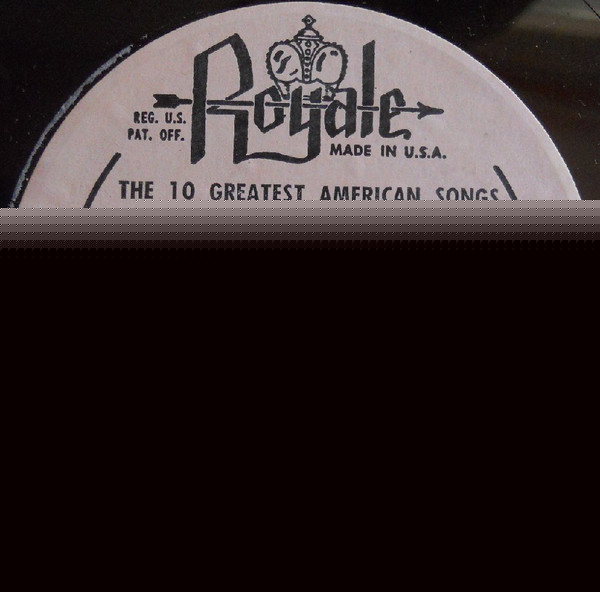 Royale
REG. U.S.
PAT. OFF.
MADE IN U.S.A.
THE 10 GREATEST AMERICAN SONGS